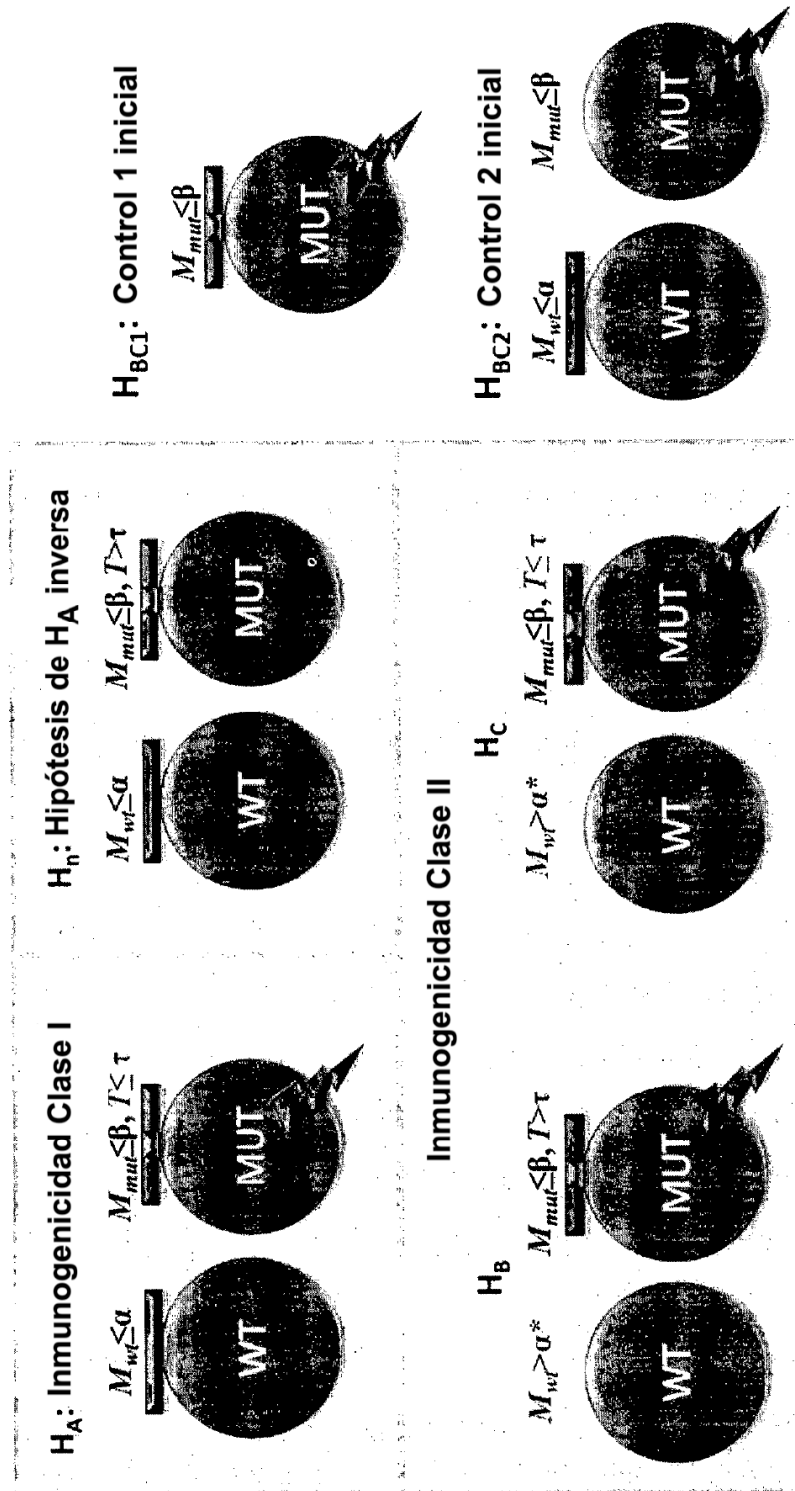 H_A: Inmunogenicidad Clase I
M_wt≤α
M_mut≤β, T≤ τ
WT
MUT
H_n: Hipótesis de H_A inversa
M_wt≤α
M_mut≤β, T>τ
WT
MUT
H_BC1: Control 1 inicial
M_mut≤β
MUT
Inmunogenicidad Clase II
H_B
M_wt>α*
M_mut≤β, T>τ
WT
MUT
H_C
M_wt>α*
M_mut≤β, T≤ τ
WT
MUT
H_BC2: Control 2 inicial
M_wt≤α
M_mut≤β
WT
MUT